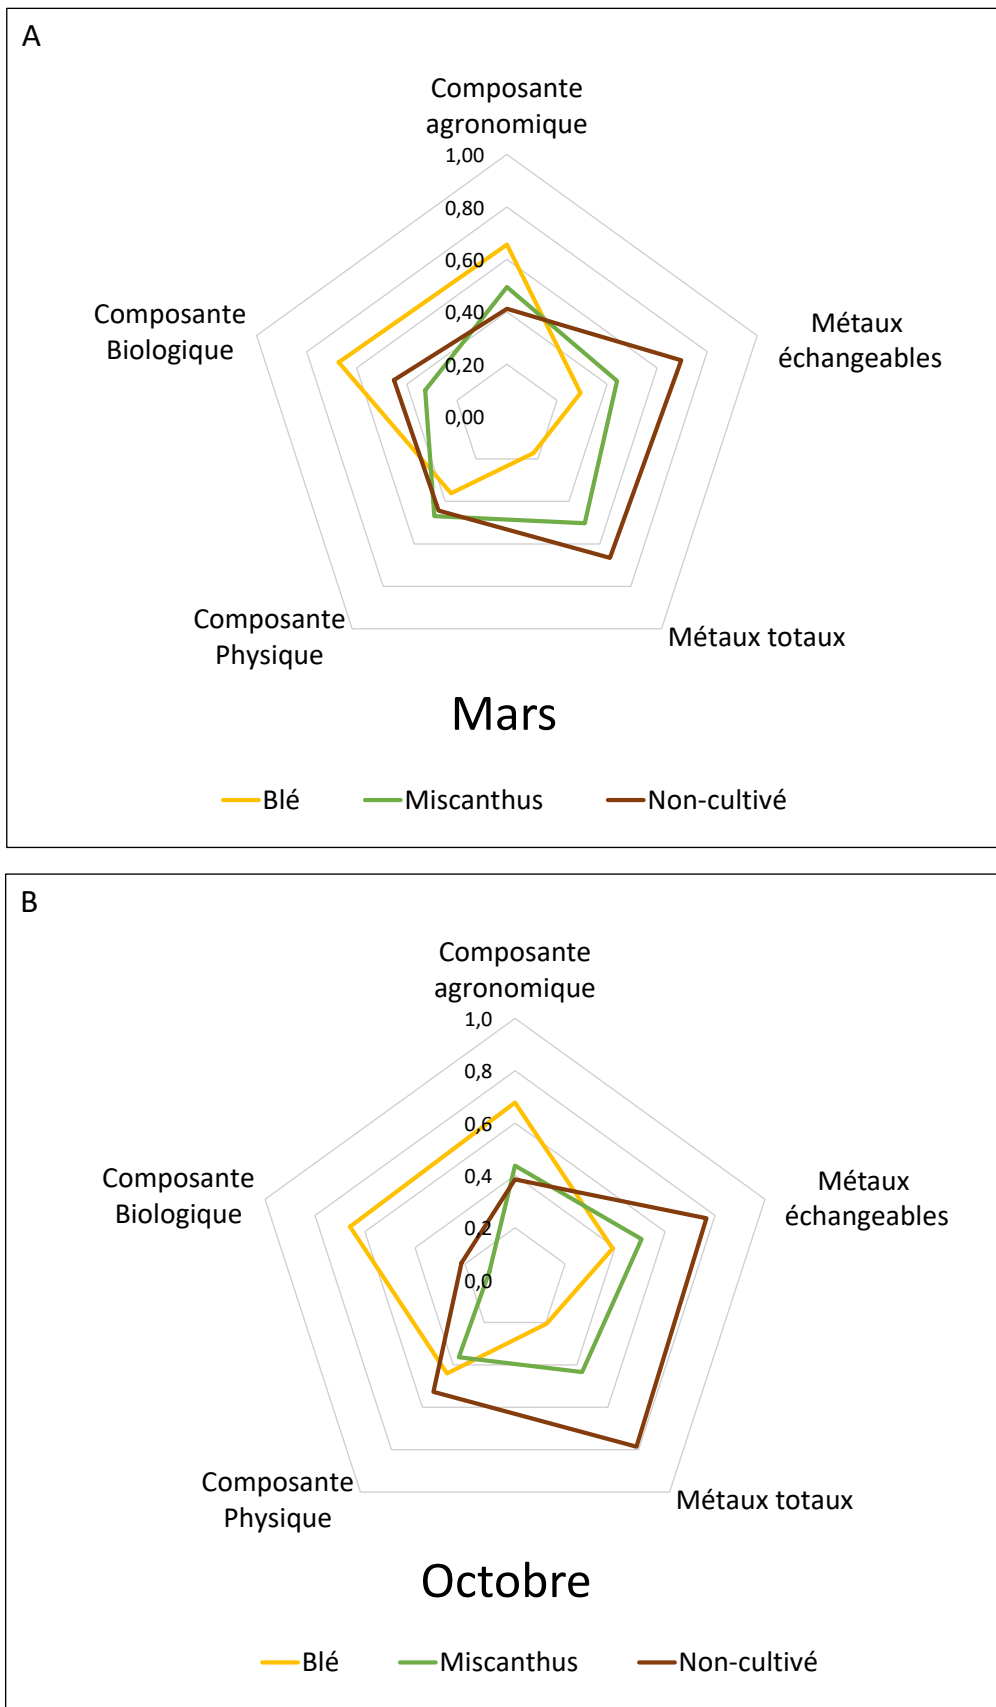 A
Composante
agronomique
1,00
0,80
0,60
0,40
0,20
0,00
Composante
Biologique
Métaux
échangeables
Composante
Physique
Métaux totaux
Mars
Blé
Miscanthus
Non-cultivé
B
Composante
agronomique
1,0
0,8
0,6
0,4
0,2
0,0
Composante
Biologique
Métaux
échangeables
Composante
Physique
Métaux totaux
Octobre
Blé
Miscanthus
Non-cultivé